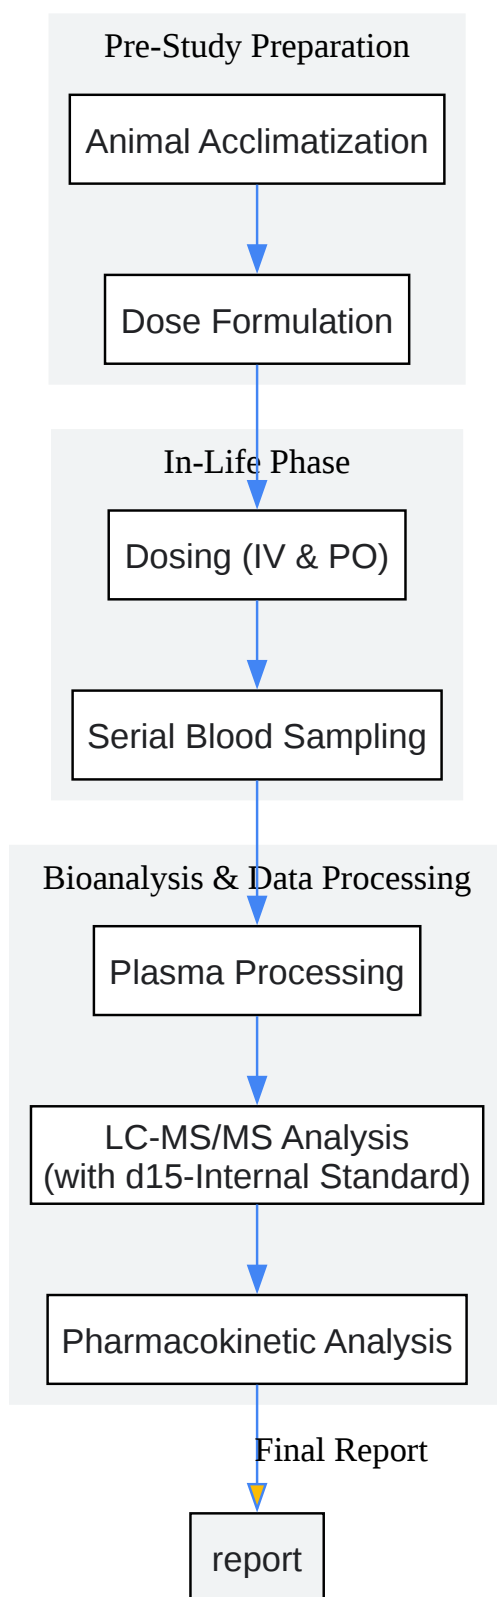 Pre-Study Preparation
Animal Acclimatization
Dose Formulation
In-Life Phase
Dosing (IV & PO)
Serial Blood Sampling
Bioanalysis & Data Processing
Plasma Processing
LC-MS/MS Analysis
(with d15-Internal Standard)
Pharmacokinetic Analysis
Final Report
report